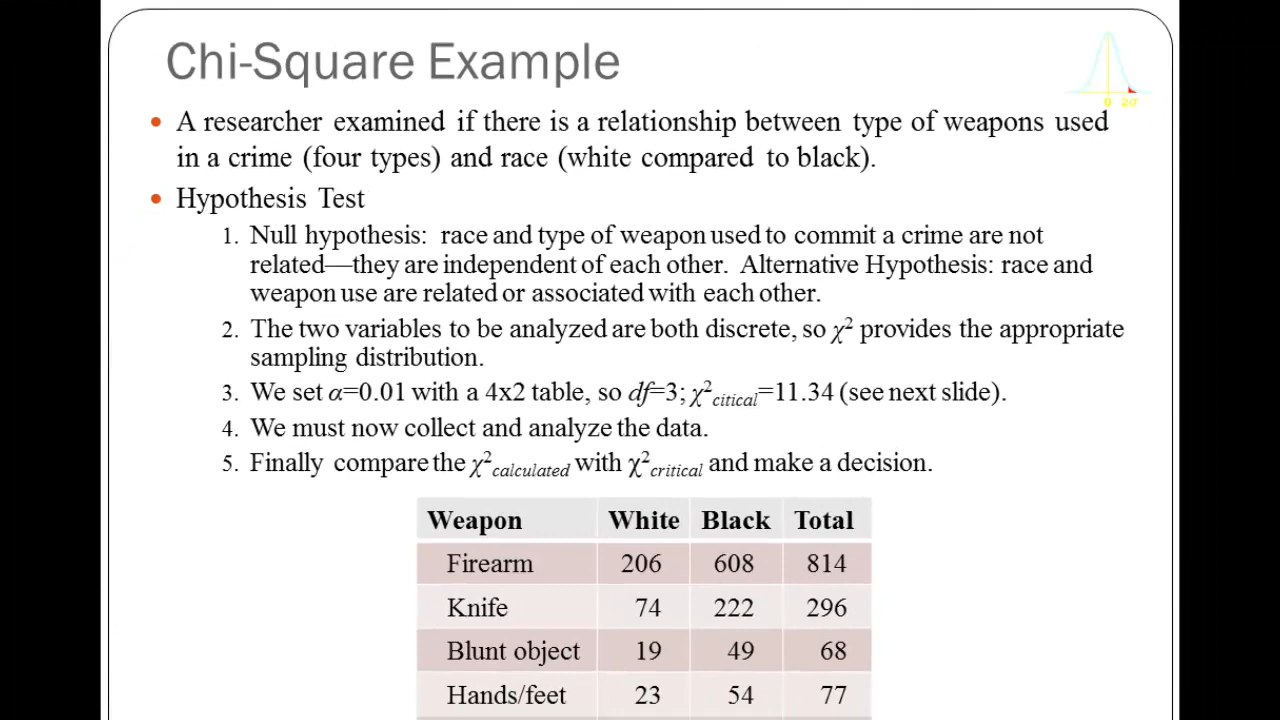 Chi-Square Example
0 2σ
• A researcher examined if there is a relationship between type of weapons used
in a crime (four types) and race (white compared to black).
• Hypothesis Test
1. Null hypothesis: race and type of weapon used to commit a crime are not
related—they are independent of each other. Alternative Hypothesis: race and
weapon use are related or associated with each other.
2. The two variables to be analyzed are both discrete, so χ² provides the appropriate
sampling distribution.
3. We set α=0.01 with a 4x2 table, so df=3; χ²citical=11.34 (see next slide).
4. We must now collect and analyze the data.
5. Finally compare the χ²calculated with χ²critical and make a decision.
Weapon White Black Total
Firearm 206 608 814
Knife 74 222 296
Blunt object 19 49 68
Hands/feet 23 54 77